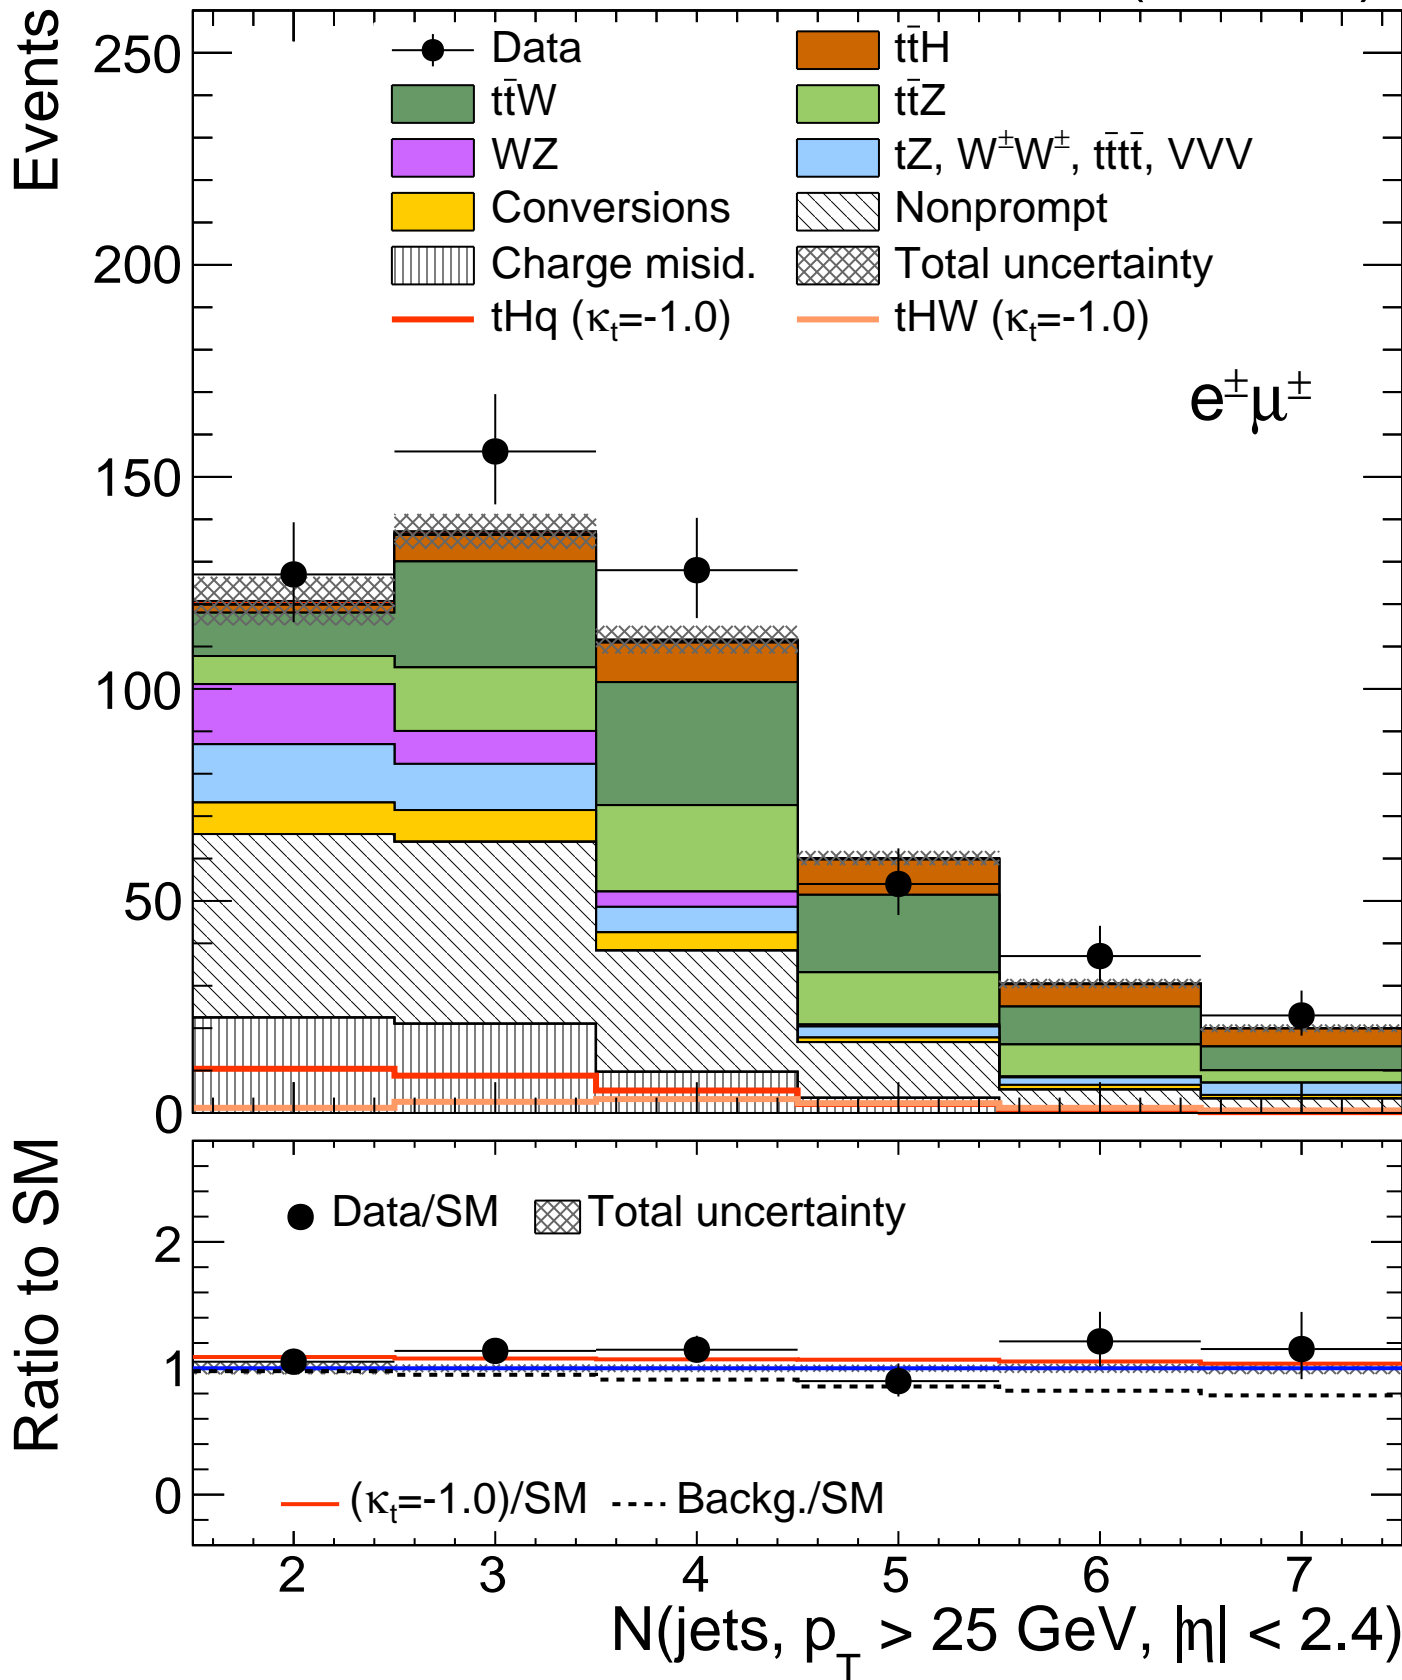 Events
250
200
150
100
50
0
Data
tt̄H
tt̄W
tt̄Z
WZ
tZ, W±W±, tt̄tt̄, VVV
Conversions
Nonprompt
Charge misid.
Total uncertainty
tHq (κt=-1.0)
tHW (κt=-1.0)
e±μ±
Ratio to SM
2
1
0
Data/SM
Total uncertainty
(κt=-1.0)/SM
Backg./SM
2 3 4 5 6 7
N(jets, pT > 25 GeV, |η| < 2.4)